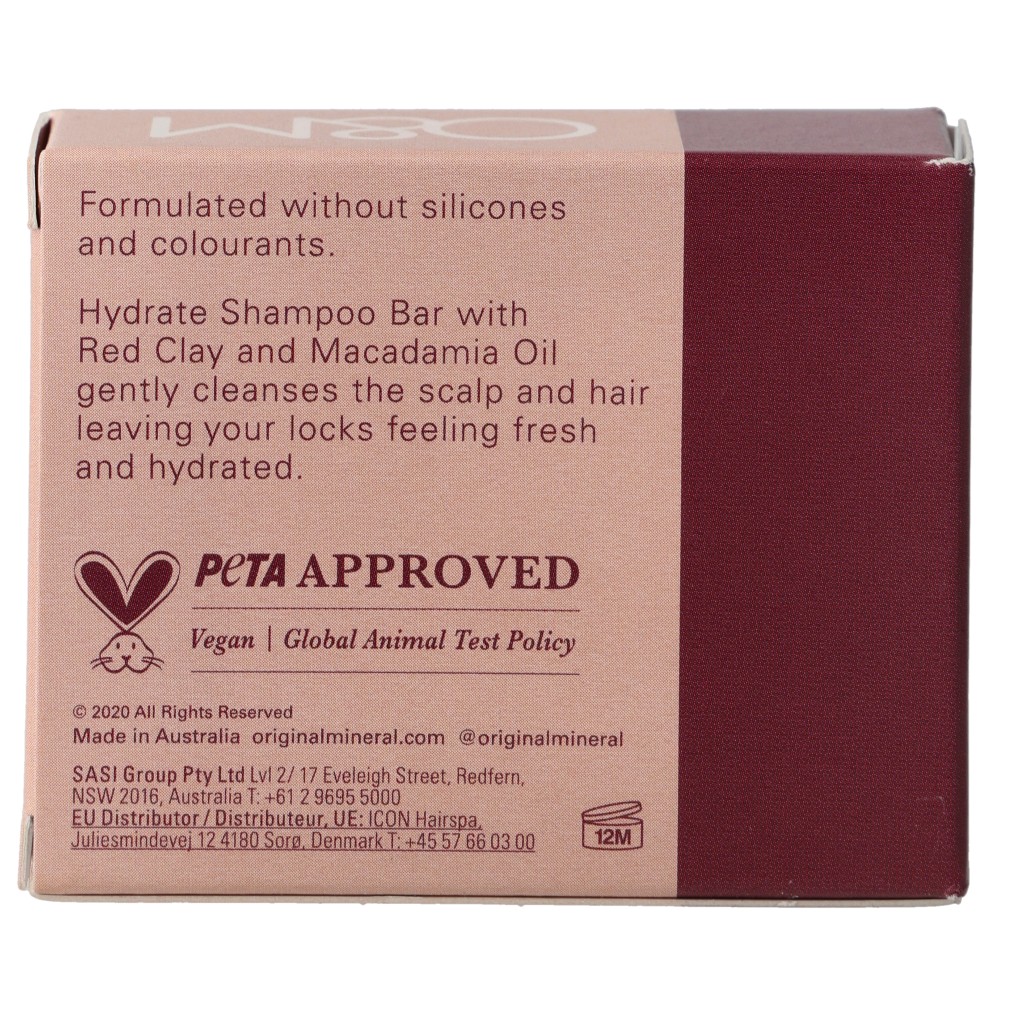 O&M
Formulated without silicones
and colourants.
Hydrate Shampoo Bar with
Red Clay and Macadamia Oil
gently cleanses the scalp and hair
leaving your locks feeling fresh
and hydrated.
PETA APPROVED
Vegan | Global Animal Test Policy
© 2020 All Rights Reserved
Made in Australia originalmineral.com @originalmineral
SASI Group Pty Ltd Lvl 2/ 17 Eveleigh Street, Redfern,
NSW 2016, Australia T: +61 2 9695 5000
EU Distributor / Distributeur, UE: ICON Hairspa,
Juliesmindevej 12 4180 Sorø, Denmark T: +45 57 66 03 00
12M